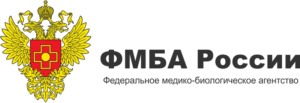 ФМБА России
Федеральное медико-биологическое агентство